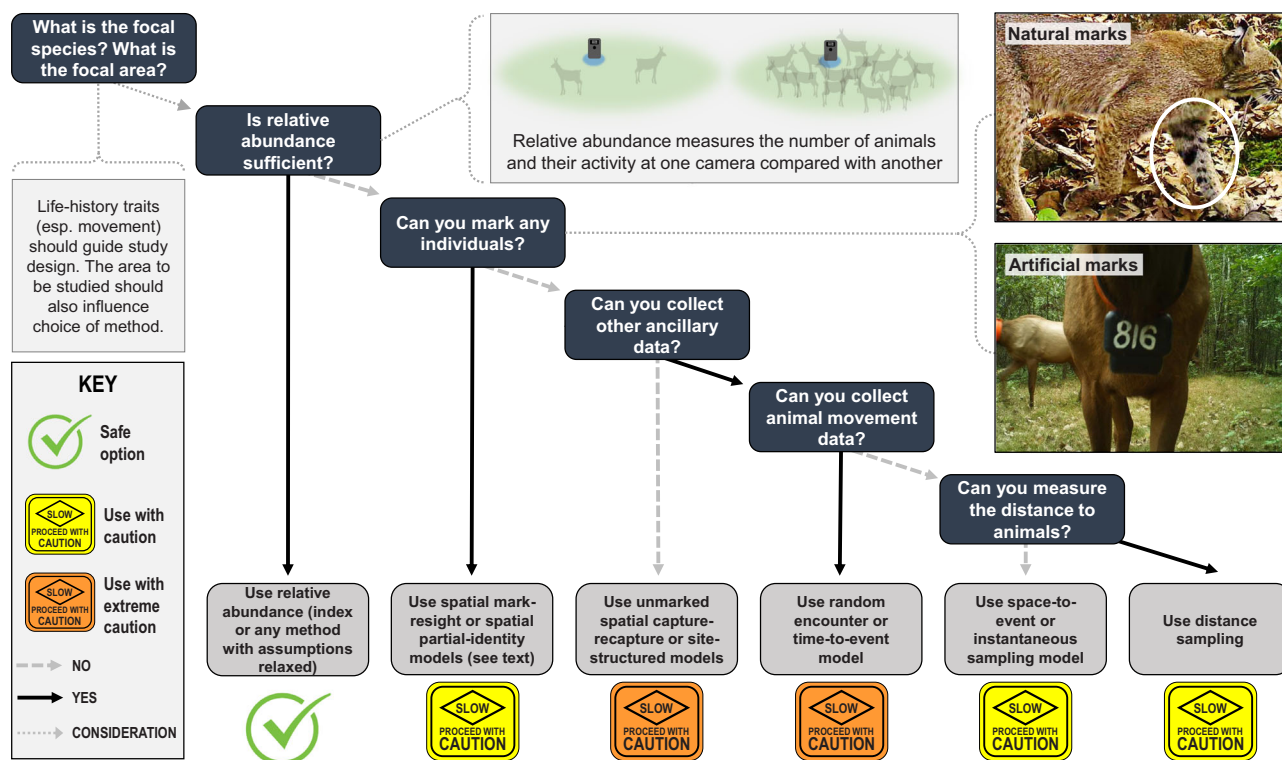 What is the focal
species? What is
the focal area?
Is relative
abundance
sufficient?
Relative abundance measures the number of animals
and their activity at one camera compared with another
Natural marks
Life-history traits
(esp. movement)
should guide study
design. The area to
be studied should
also influence
choice of method.
Can you mark any
individuals?
Artificial marks
816
Can you collect
other ancillary
data?
Can you collect
animal movement
data?
Can you measure
the distance to
animals?
KEY
Safe
option
SLOW
PROCEED WITH
CAUTION
Use with
caution
SLOW
PROCEED WITH
CAUTION
Use with
extreme
caution
NO
YES
CONSIDERATION
Use relative
abundance (index
or any method
with assumptions
relaxed)
Use spatial mark-
resight or spatial
partial-identity
models (see text)
Use unmarked
spatial capture-
recapture or site-
structured models
Use random
encounter or
time-to-event
model
Use space-to-
event or
instantaneous
sampling model
Use distance
sampling
SLOW
PROCEED WITH
CAUTION
SLOW
PROCEED WITH
CAUTION
SLOW
PROCEED WITH
CAUTION
SLOW
PROCEED WITH
CAUTION
SLOW
PROCEED WITH
CAUTION